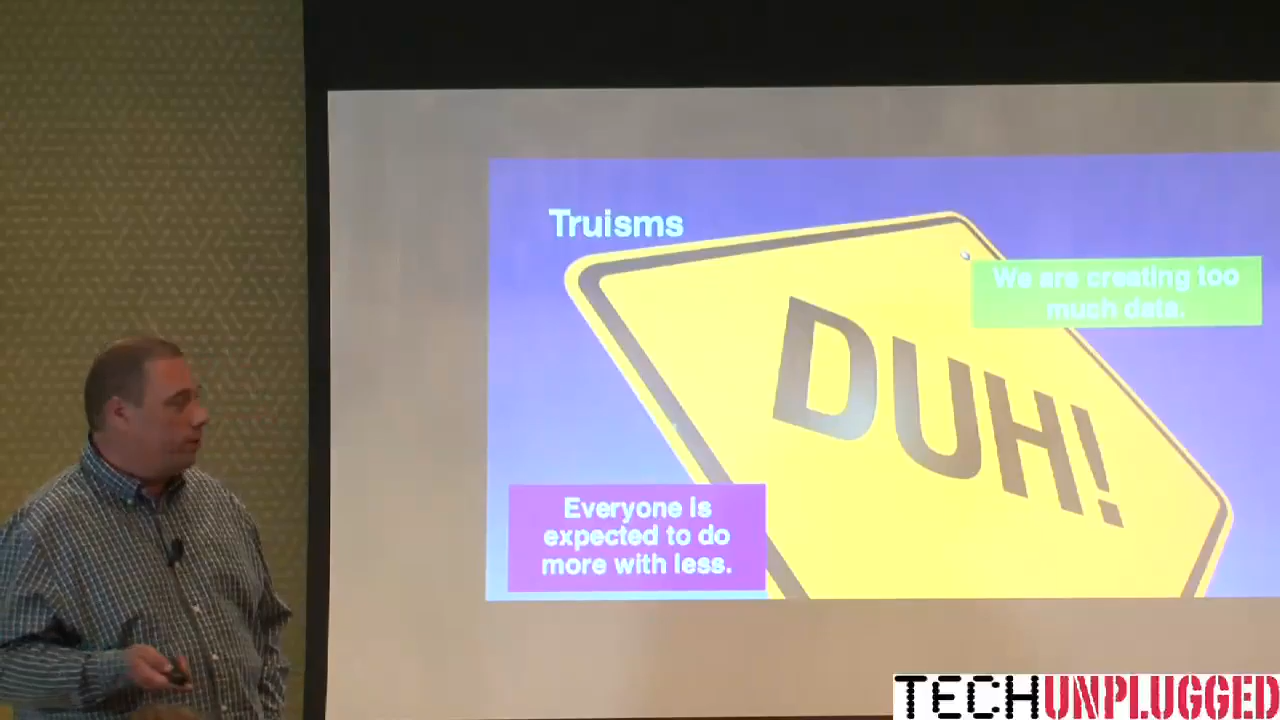 Truisms
We are creating too
much data.
DUH!
Everyone is
expected to do
more with less.
TECHUNPLUGGED